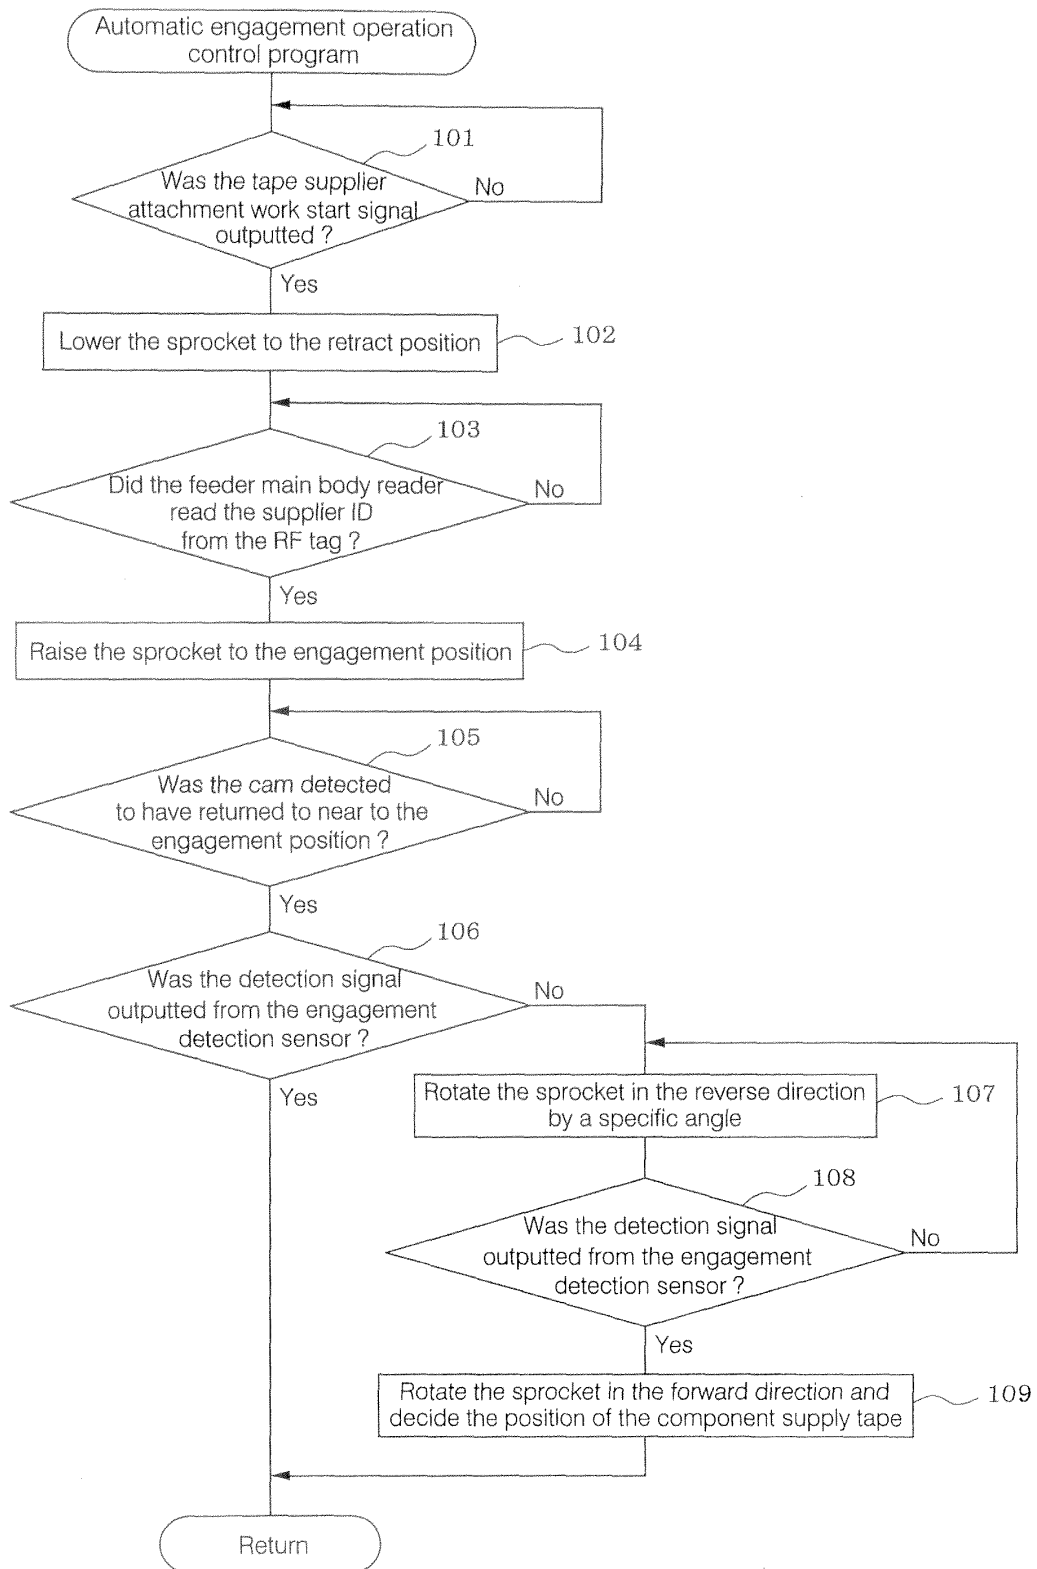 Automatic engagement operation
control program
101
Was the tape supplier
attachment work start signal
outputted ?
No
Yes
Lower the sprocket to the retract position
102
103
Did the feeder main body reader
read the supplier ID
from the RF tag ?
No
Yes
Raise the sprocket to the engagement position
104
105
Was the cam detected
to have returned to near to the
engagement position ?
No
Yes
106
Was the detection signal
outputted from the engagement
detection sensor ?
No
Yes
Rotate the sprocket in the reverse direction
by a specific angle
107
108
Was the detection signal
outputted from the engagement
detection sensor ?
No
Yes
Rotate the sprocket in the forward direction and
decide the position of the component supply tape
109
Return